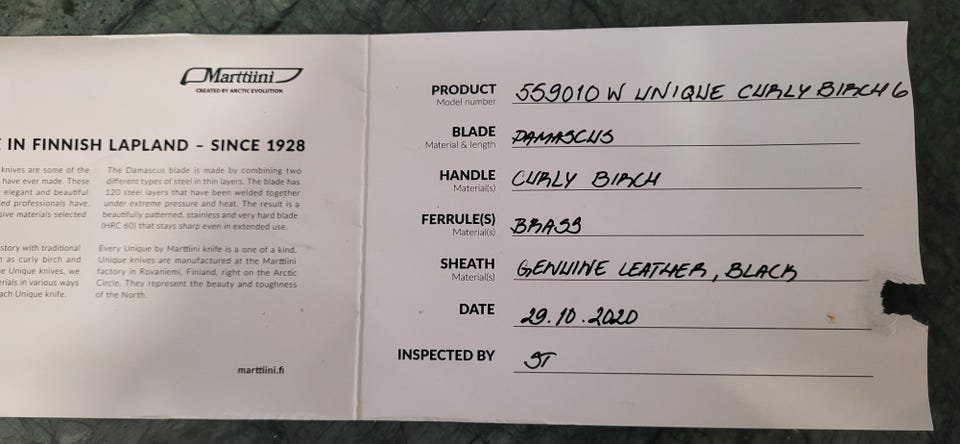 Marttiini
CREATED BY ARCTIC EVOLUTION
IN FINNISH LAPLAND – SINCE 1928
knives are some of the
have ever made. These
elegant and beautiful
professionals have
materials selected
story with traditional
as curly birch and
Unique knives, we
in various ways
ach Unique knife.
The Damascus blade is made by combining two
different types of steel in thin layers. The blade has
120 steel layers that have been welded together
under extreme pressure and heat. The result is a
beautifully patterned, stainless and very hard blade
(HRC 60) that stays sharp even in extended use.
Every Unique by Marttiini knife is a one of a kind.
Unique knives are manufactured at the Marttiini
factory in Rovaniemi, Finland, right on the Arctic
Circle. They represent the beauty and toughness
of the North.
marttiini.fi
PRODUCT 559010 W UNIQUE CURLY BIRCH 6
Model number
BLADE DAMASCUS
Material & length
HANDLE CURLY BIRCH
Material(s)
FERRULE(S) BRASS
Material(s)
SHEATH GENUINE LEATHER, BLACK
Material(s)
DATE 29.10.2020
INSPECTED BY ST